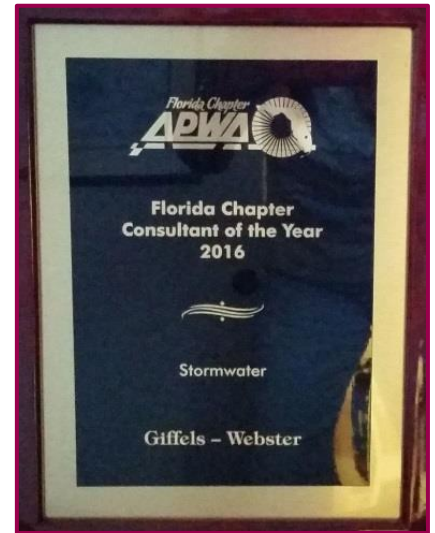 Florida Chapter
APWA
Florida Chapter
Consultant of the Year
2016
Stormwater
Giffels – Webster